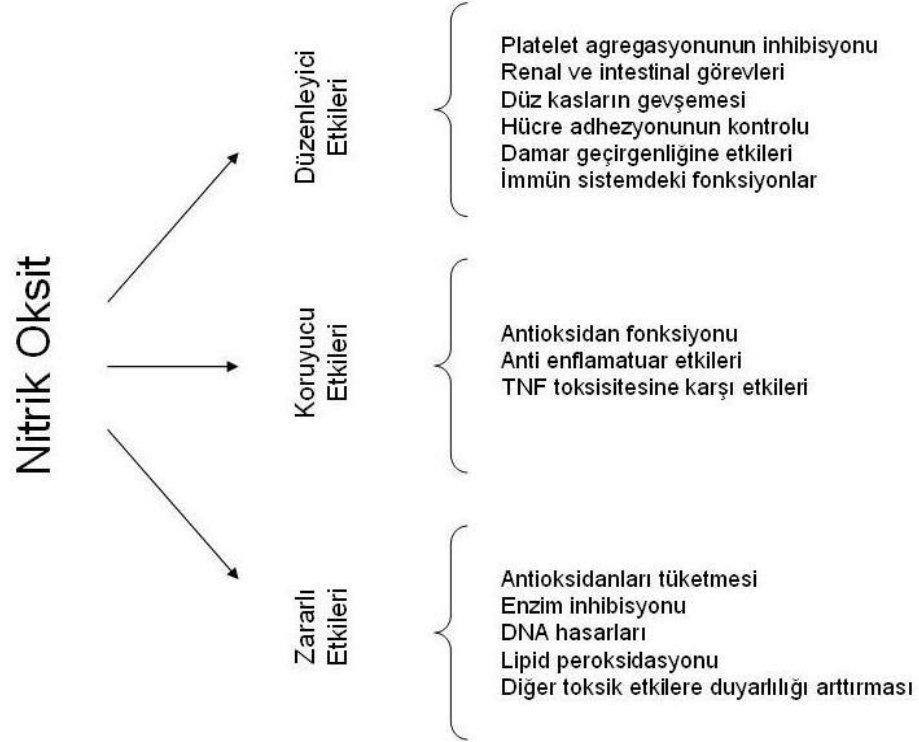 Nitrik Oksit
Düzenleyici
Etkileri
Platelet agregasyonunun inhibisyonu
Renal ve intestinal görevleri
Düz kasların gevşemesi
Hücre adhezyonunun kontrolu
Damar geçirgenliğine etkileri
İmmün sistemdeki fonksiyonlar
Koruyucu
Etkileri
Antioksidan fonksiyonu
Anti enflamatuar etkileri
TNF toksisitesine karşı etkileri
Zararlı
Etkileri
Antioksidanları tüketmesi
Enzim inhibisyonu
DNA hasarları
Lipid peroksidasyonu
Diğer toksik etkilere duyarlılığı arttırması